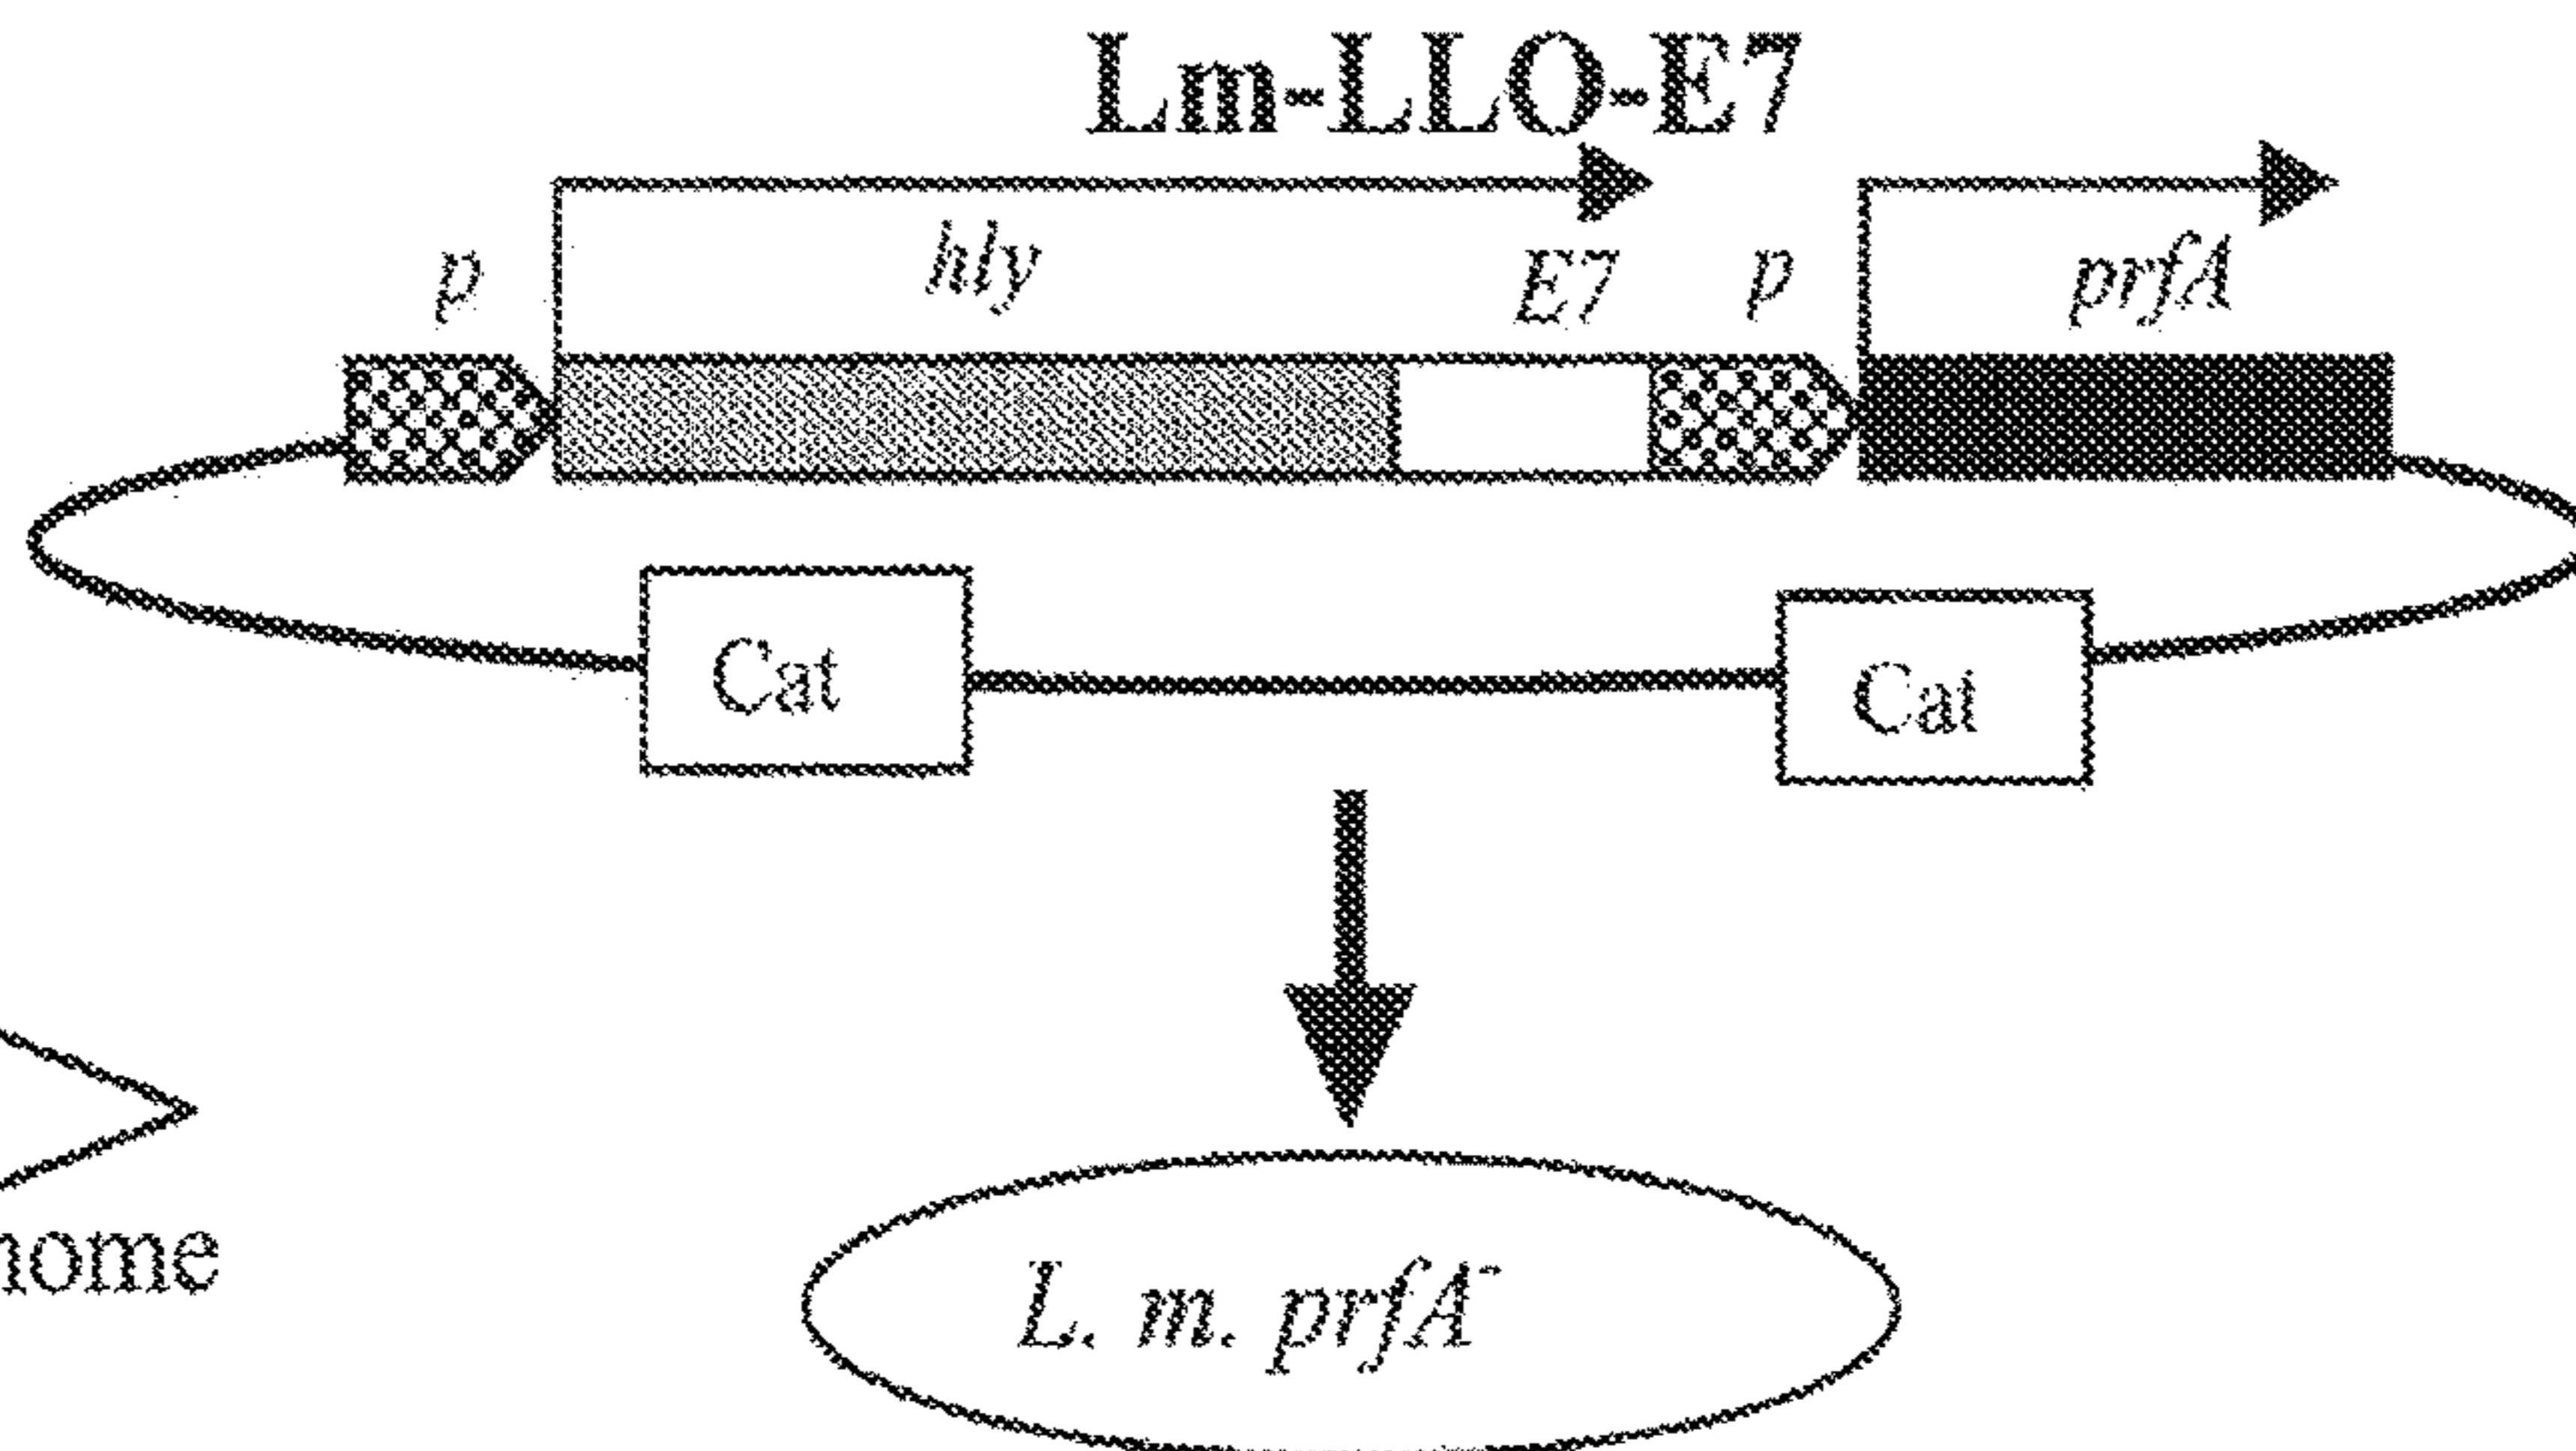 Lm-LLO-E7
p hly E7 p prfA
Cat Cat
nome
L. m. prfA⁻